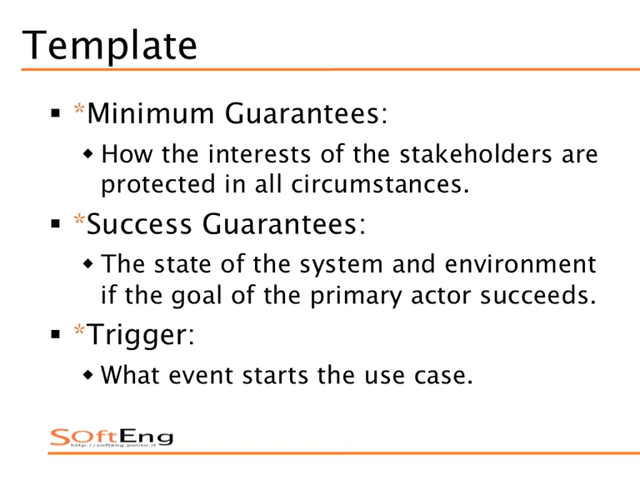 Template
▪ *Minimum Guarantees:
◆ How the interests of the stakeholders are
protected in all circumstances.
▪ *Success Guarantees:
◆ The state of the system and environment
if the goal of the primary actor succeeds.
▪ *Trigger:
◆ What event starts the use case.
SOftEng
http://softeng.polito.it